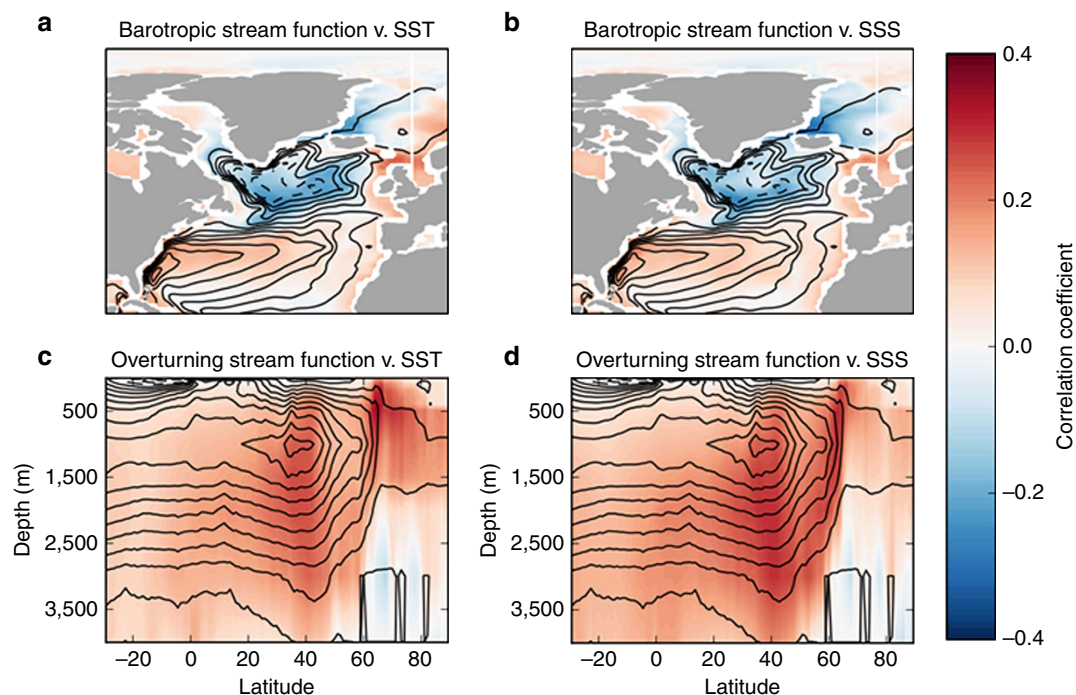 a
Barotropic stream function v. SST
b
Barotropic stream function v. SSS
0.4
0.2
0.0
–0.2
–0.4
Correlation coefficient
c
Overturning stream function v. SST
500
1,500
2,500
3,500
Depth (m)
–20 0 20 40 60 80
Latitude
d
Overturning stream function v. SSS
500
1,500
2,500
3,500
Depth (m)
–20 0 20 40 60 80
Latitude